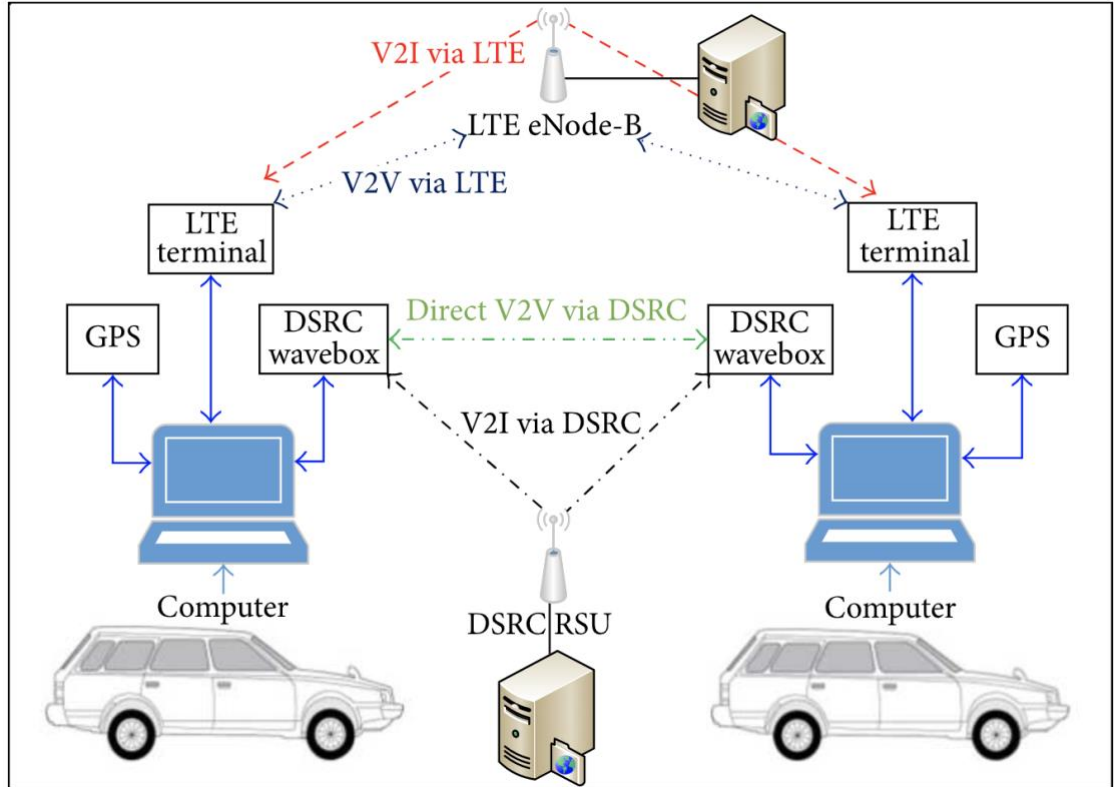 V2I via LTE
LTE eNode-B
V2V via LTE
LTE
terminal
LTE
terminal
GPS
DSRC
wavebox
Direct V2V via DSRC
DSRC
wavebox
GPS
V2I via DSRC
Computer
DSRC RSU
Computer